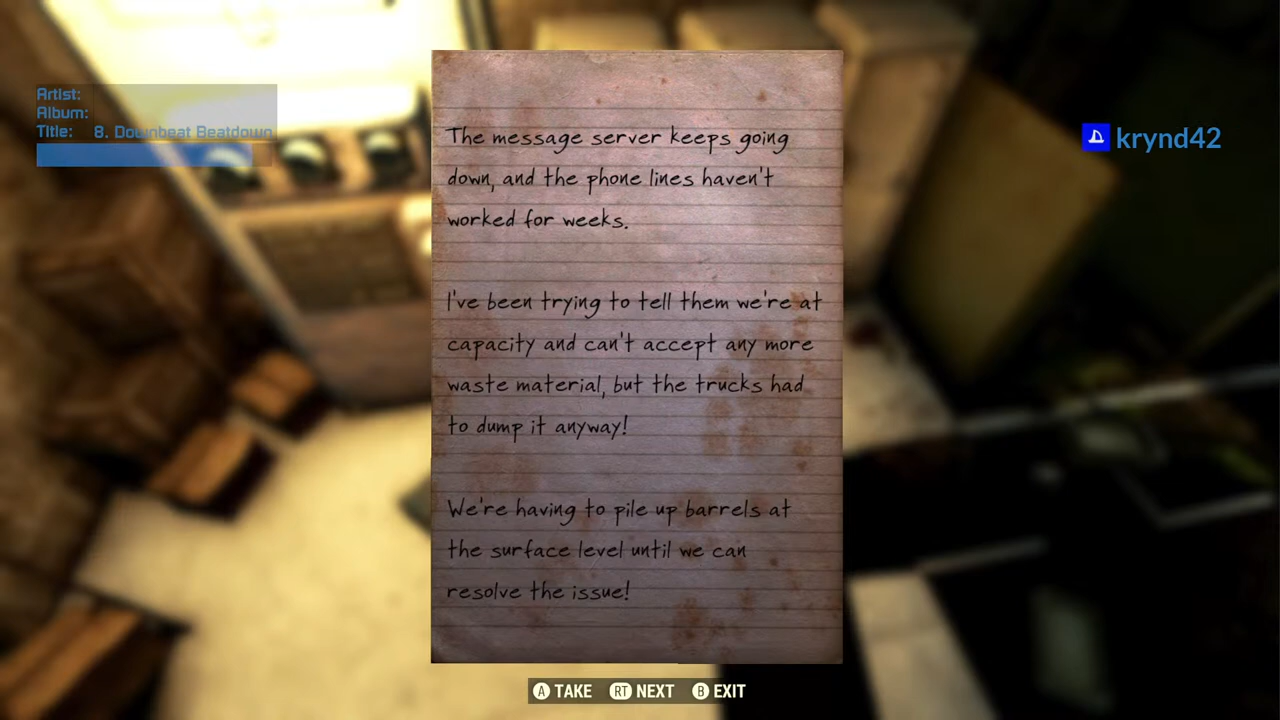 Artist:
Album:
Title: 8. Downbeat Beatdown
krynd42
The message server keeps going
down, and the phone lines haven't
worked for weeks.
I've been trying to tell them we're at
capacity and can't accept any more
waste material, but the trucks had
to dump it anyway!
We're having to pile up barrels at
the surface level until we can
resolve the issue!
A TAKE RT NEXT B EXIT